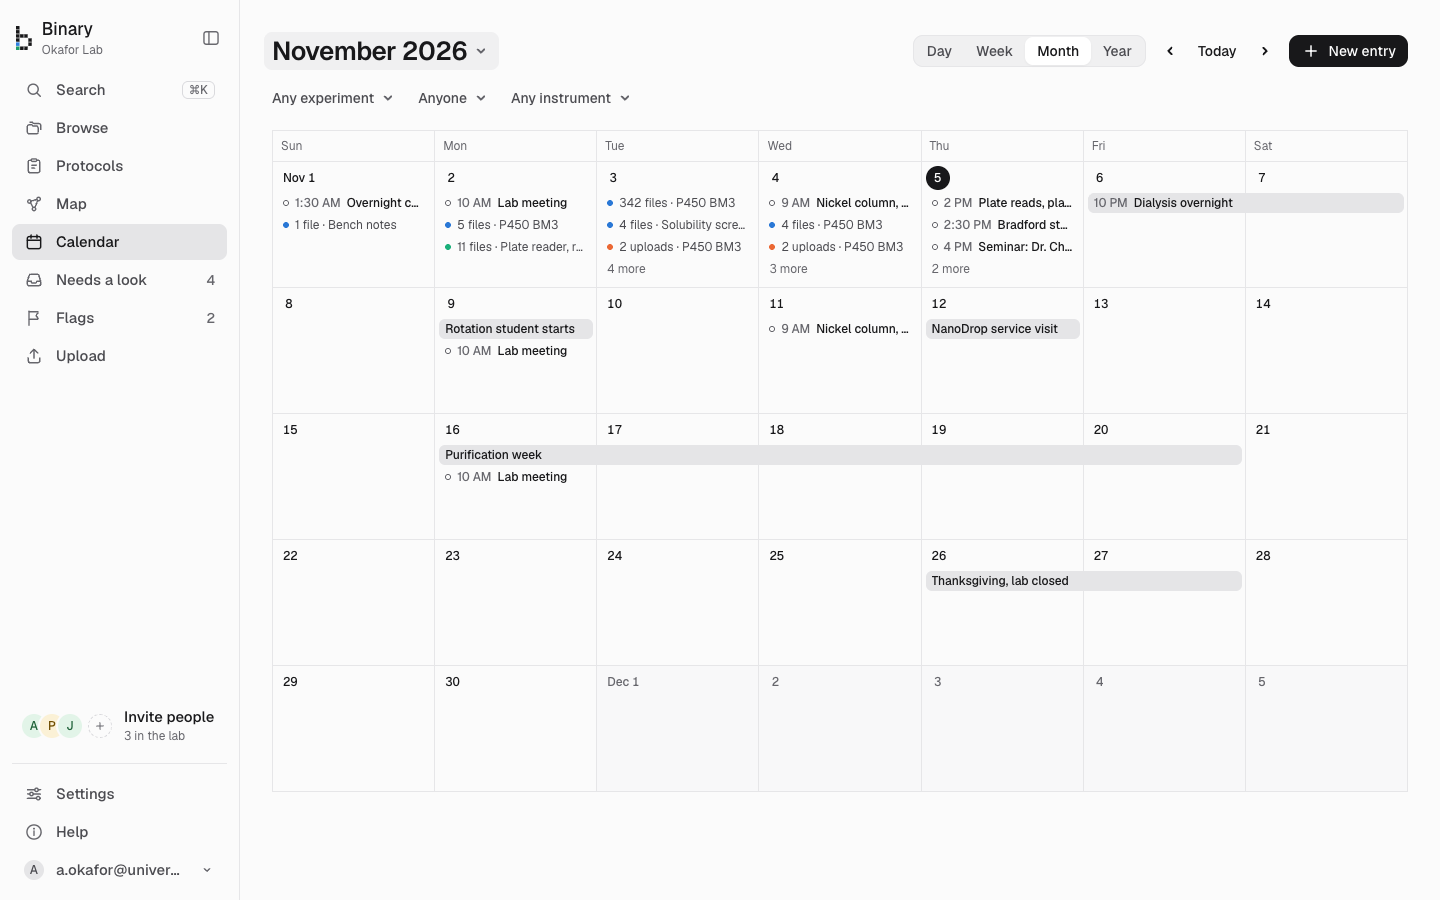 Binary
Okafor Lab
Search ⌘K
Browse
Protocols
Map
Calendar
Needs a look 4
Flags 2
Upload
A P J + Invite people
3 in the lab
Settings
Help
A a.okafor@univer...
November 2026
Day Week Month Year
Today
New entry
Any experiment Anyone Any instrument
Sun Mon Tue Wed Thu Fri Sat
Nov 1
1:30 AM Overnight c...
1 file · Bench notes
2
10 AM Lab meeting
5 files · P450 BM3
11 files · Plate reader, r...
3
342 files · P450 BM3
4 files · Solubility scre...
2 uploads · P450 BM3
4 more
4
9 AM Nickel column, ...
4 files · P450 BM3
2 uploads · P450 BM3
3 more
5
2 PM Plate reads, pla...
2:30 PM Bradford st...
4 PM Seminar: Dr. Ch...
2 more
6
10 PM Dialysis overnight
7
8
9
Rotation student starts
10 AM Lab meeting
10
11
9 AM Nickel column, ...
12
NanoDrop service visit
13
14
15
16
Purification week
10 AM Lab meeting
17
18
19
20
21
22
23
24
25
26
Thanksgiving, lab closed
27
28
29
30
Dec 1
2
3
4
5